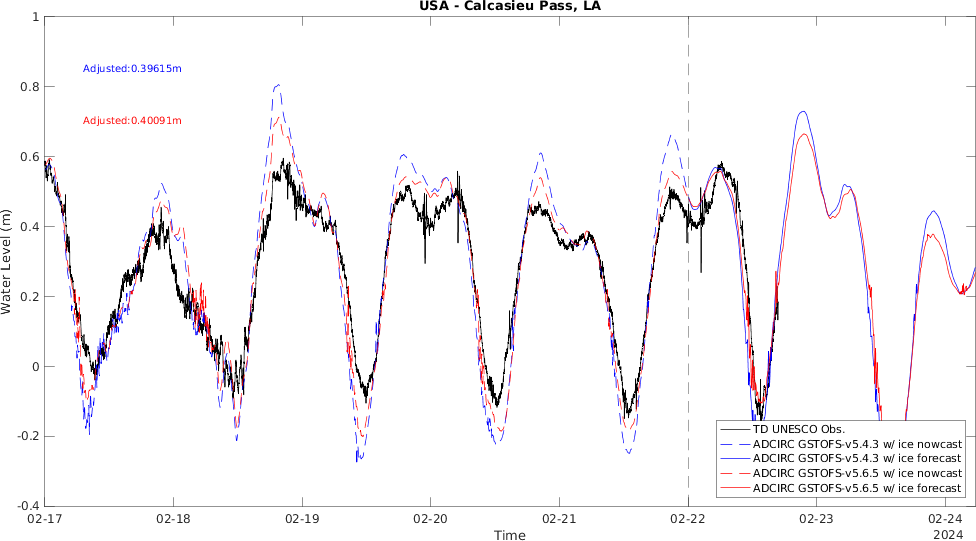 USA - Calcasieu Pass, LA
1
0.8
0.6
0.4
0.2
0
-0.2
-0.4
Water Level (m)
Adjusted:0.39615m
Adjusted:0.40091m
TD UNESCO Obs.
ADCIRC GSTOFS-v5.4.3 w/ ice nowcast
ADCIRC GSTOFS-v5.4.3 w/ ice forecast
ADCIRC GSTOFS-v5.6.5 w/ ice nowcast
ADCIRC GSTOFS-v5.6.5 w/ ice forecast
02-17 02-18 02-19 02-20 02-21 02-22 02-23 02-24
Time
2024